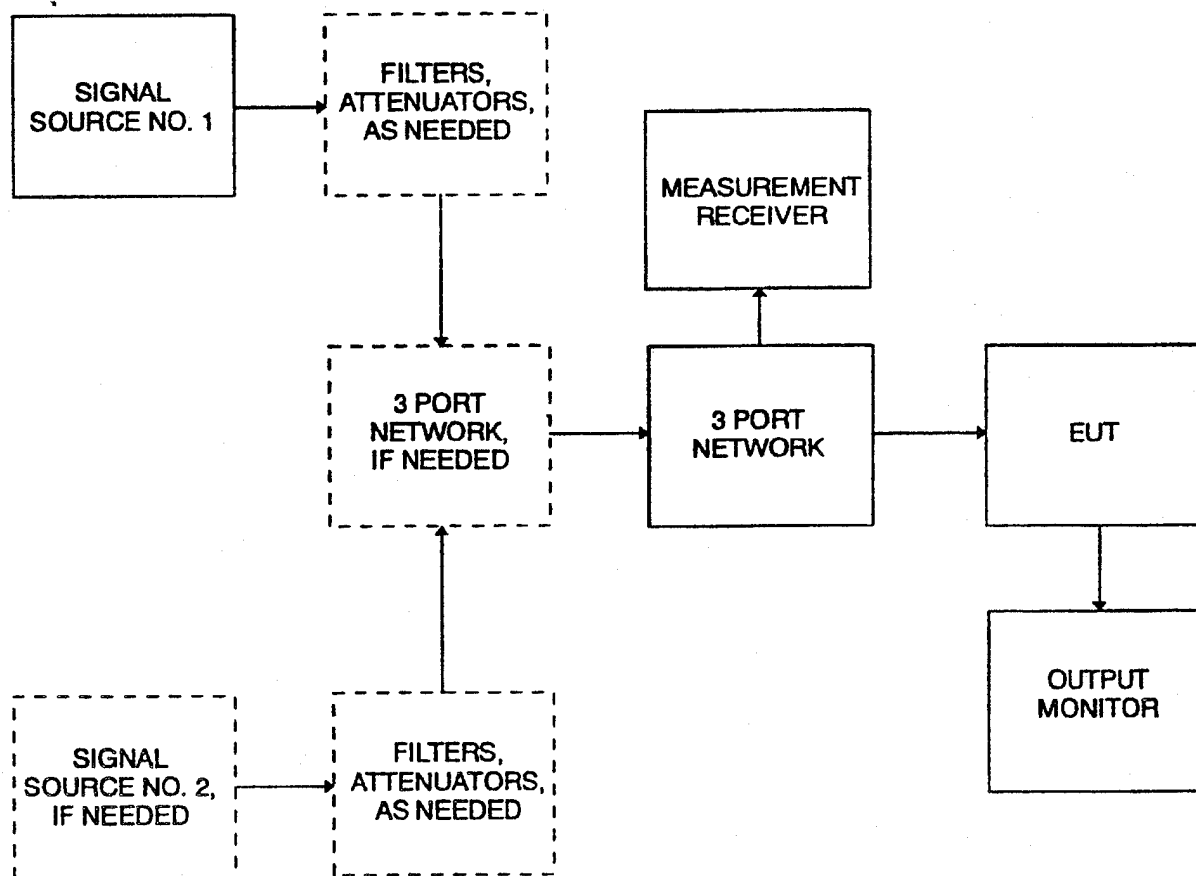 SIGNAL
SOURCE NO. 1
FILTERS,
ATTENUATORS,
AS NEEDED
MEASUREMENT
RECEIVER
3 PORT
NETWORK,
IF NEEDED
3 PORT
NETWORK
EUT
OUTPUT
MONITOR
SIGNAL
SOURCE NO. 2,
IF NEEDED
FILTERS,
ATTENUATORS,
AS NEEDED